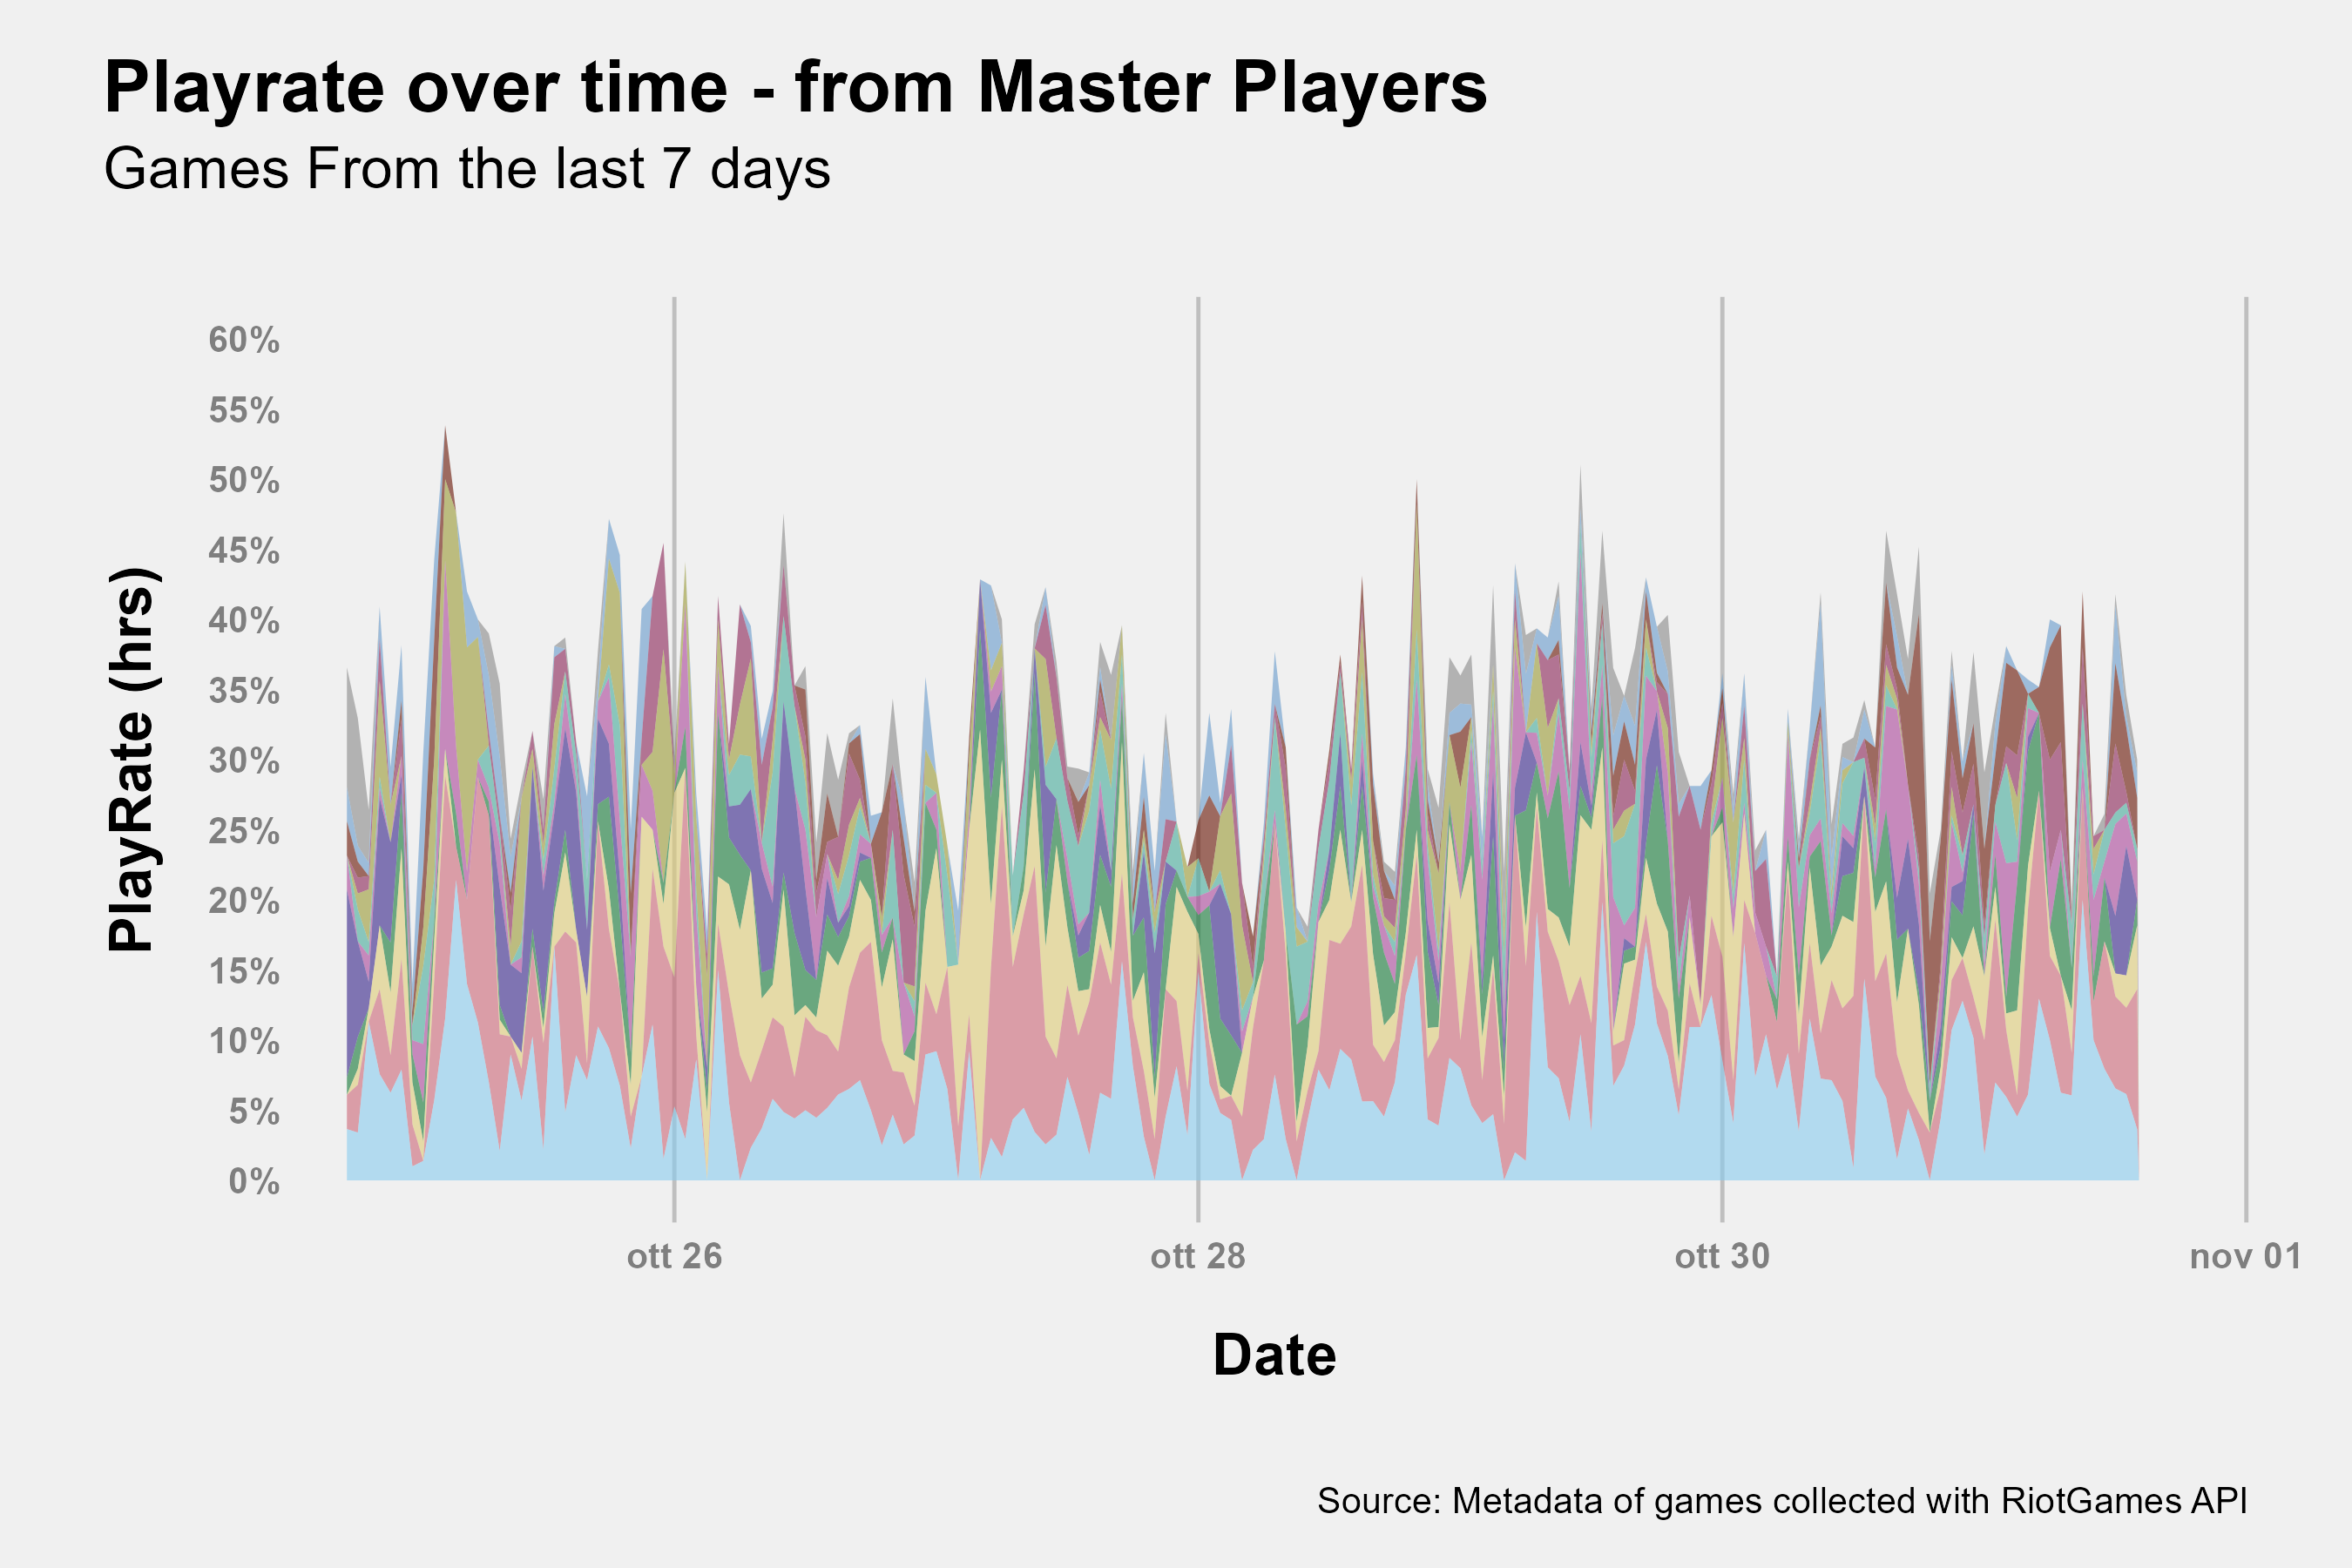 Playrate over time - from Master Players
Games From the last 7 days
60%
55%
50%
45%
40%
35%
30%
25%
20%
15%
10%
5%
0%
PlayRate (hrs)
ott 26
ott 28
ott 30
nov 01
Date
Source: Metadata of games collected with RiotGames API